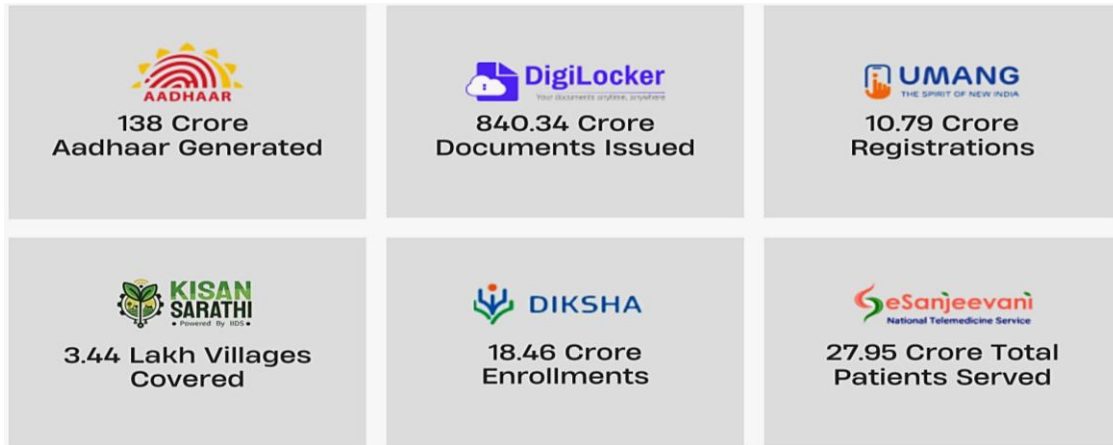 AADHAAR
138 Crore
Aadhaar Generated
DigiLocker
Your documents anytime, anywhere
840.34 Crore
Documents Issued
UMANG
THE SPIRIT OF NEW INDIA
10.79 Crore
Registrations
KISAN
SARATHI
• Powered By IIDS •
3.44 Lakh Villages
Covered
DIKSHA
18.46 Crore
Enrollments
eSanjeevani
National Telemedicine Service
27.95 Crore Total
Patients Served